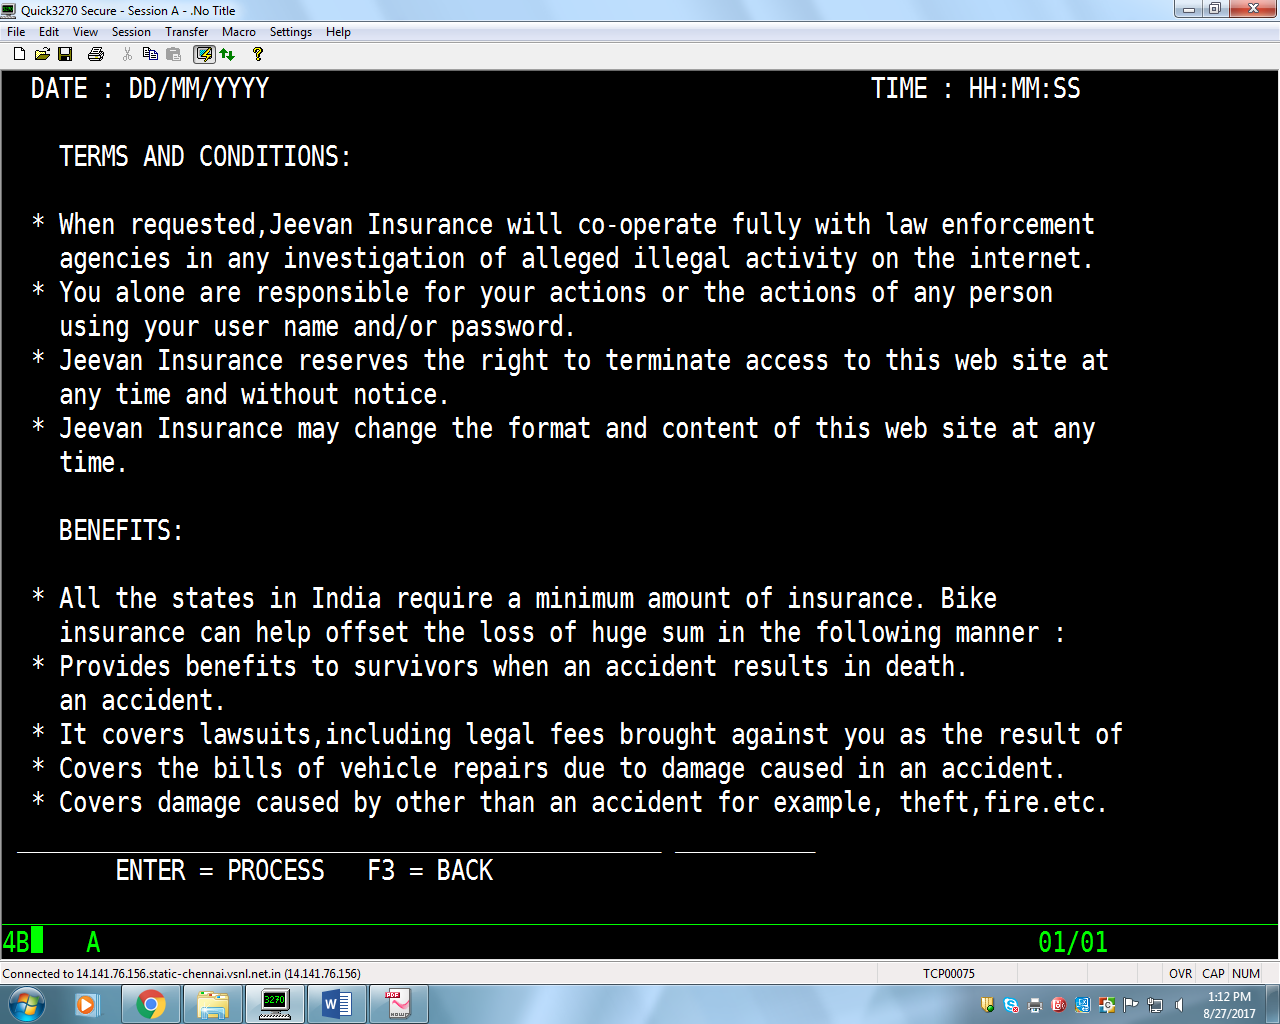 Quick3270 Secure - Session A - .No Title
File Edit View Session Transfer Macro Settings Help
DATE : DD/MM/YYYY TIME : HH:MM:SS
TERMS AND CONDITIONS:
* When requested,Jeevan Insurance will co-operate fully with law enforcement
agencies in any investigation of alleged illegal activity on the internet.
* You alone are responsible for your actions or the actions of any person
using your user name and/or password.
* Jeevan Insurance reserves the right to terminate access to this web site at
any time and without notice.
* Jeevan Insurance may change the format and content of this web site at any
time.
BENEFITS:
* All the states in India require a minimum amount of insurance. Bike
insurance can help offset the loss of huge sum in the following manner :
* Provides benefits to survivors when an accident results in death.
an accident.
* It covers lawsuits,including legal fees brought against you as the result of
* Covers the bills of vehicle repairs due to damage caused in an accident.
* Covers damage caused by other than an accident for example, theft,fire.etc.
ENTER = PROCESS F3 = BACK
4B A 01/01
Connected to 14.141.76.156.static-chennai.vsnl.net.in (14.141.76.156) TCP00075 OVR CAP NUM
3270
PDF
1:12 PM
8/27/2017